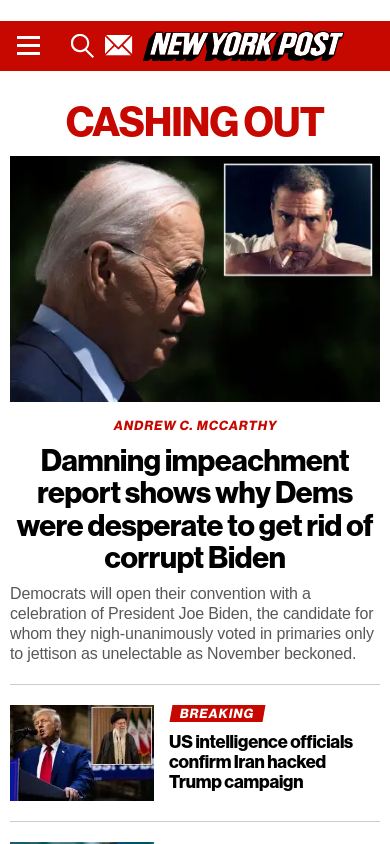 NEW YORK POST
CASHING OUT
ANDREW C. MCCARTHY
Damning impeachment
report shows why Dems
were desperate to get rid of
corrupt Biden
Democrats will open their convention with a
celebration of President Joe Biden, the candidate for
whom they nigh-unanimously voted in primaries only
to jettison as unelectable as November beckoned.
BREAKING
US intelligence officials
confirm Iran hacked
Trump campaign